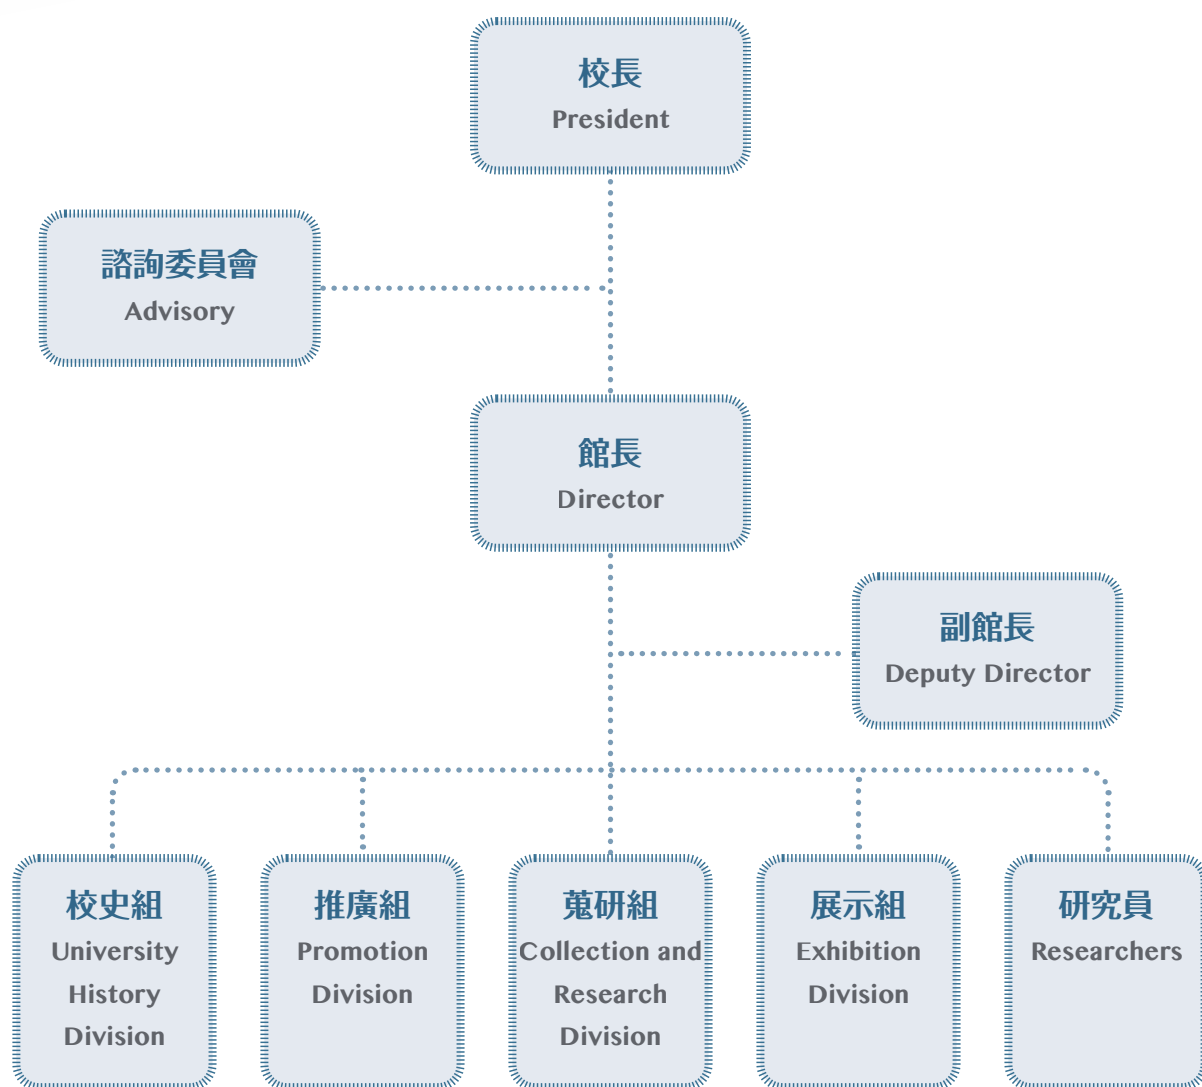 校長
President
諮詢委員會
Advisory
館長
Director
副館長
Deputy Director
校史組
University
History
Division
推廣組
Promotion
Division
蒐研組
Collection and
Research
Division
展示組
Exhibition
Division
研究員
Researchers